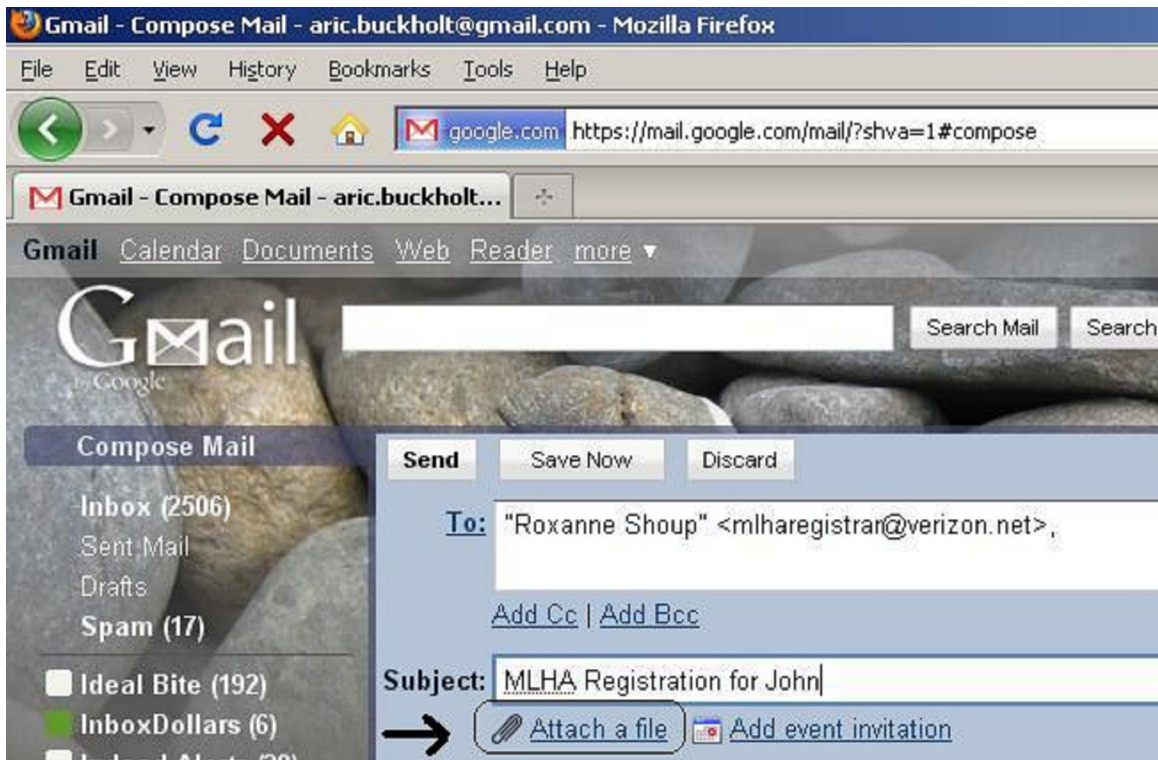 Gmail - Compose Mail - aric.buckholt@gmail.com - Mozilla Firefox
File Edit View History Bookmarks Tools Help
google.com https://mail.google.com/mail/?shva=1#compose
Gmail - Compose Mail - aric.buckholt...
Gmail Calendar Documents Web Reader more
Gmail
by Google
Search Mail Search
Compose Mail
Send Save Now Discard
Inbox (2506)
To: "Roxanne Shoup" <mlharegistrar@verizon.net>,
Sent Mail
Drafts
Add Cc | Add Bcc
Spam (17)
Ideal Bite (192)
Subject: MLHA Registration for John
InboxDollars (6)
Attach a file Add event invitation